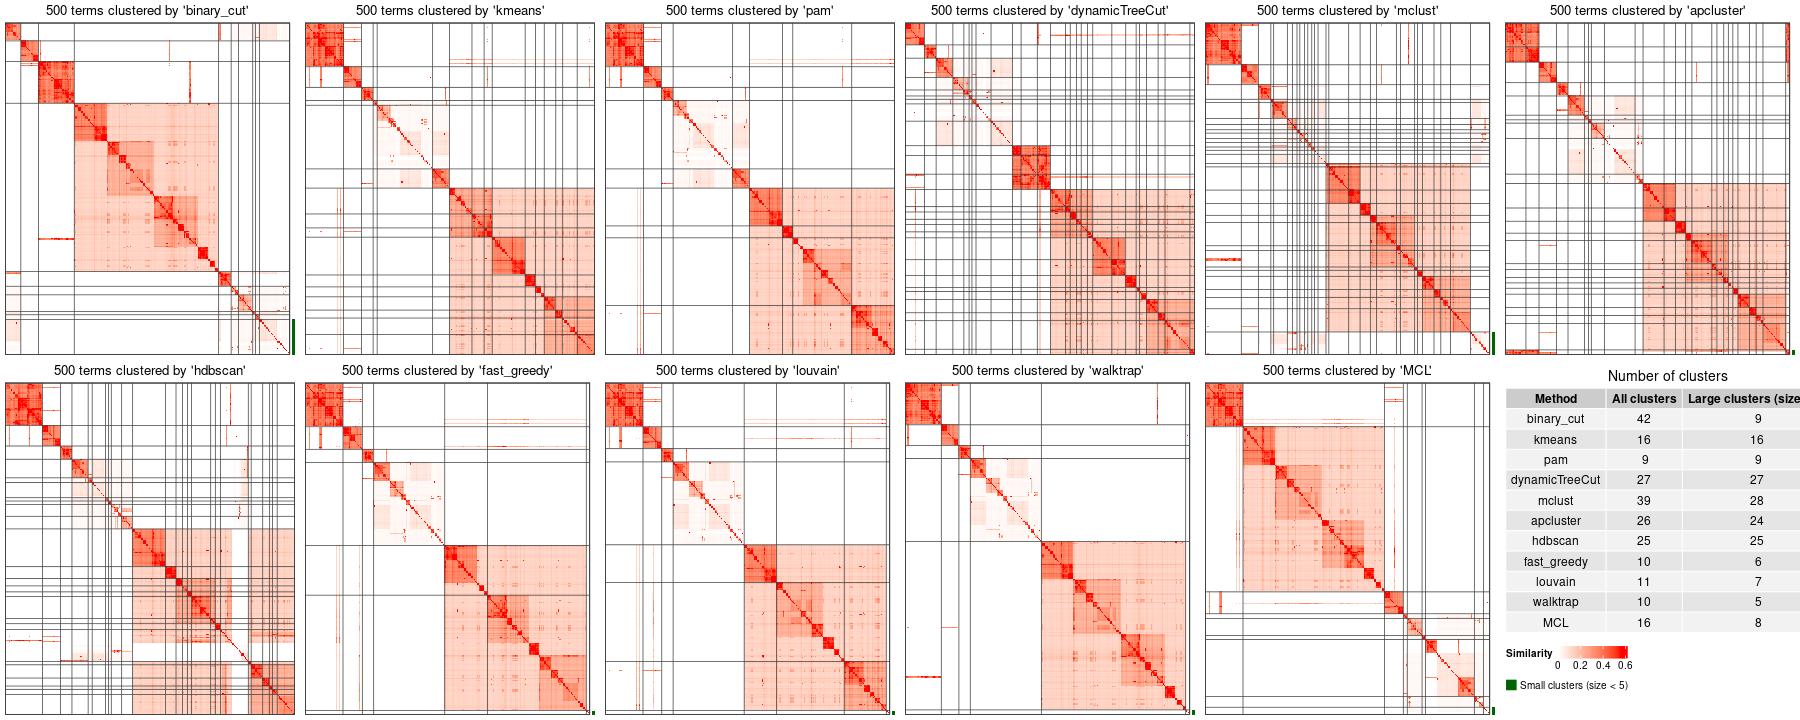 500 terms clustered by 'binary_cut'
500 terms clustered by 'kmeans'
500 terms clustered by 'pam'
500 terms clustered by 'dynamicTreeCut'
500 terms clustered by 'mclust'
500 terms clustered by 'apcluster'
500 terms clustered by 'hdbscan'
500 terms clustered by 'fast_greedy'
500 terms clustered by 'louvain'
500 terms clustered by 'walktrap'
500 terms clustered by 'MCL'
Number of clusters
Method All clusters Large clusters (size
binary_cut 42 9
kmeans 16 16
pam 9 9
dynamicTreeCut 27 27
mclust 39 28
apcluster 26 24
hdbscan 25 25
fast_greedy 10 6
louvain 11 7
walktrap 10 5
MCL 16 8
Similarity
0 0.2 0.4 0.6
Small clusters (size < 5)